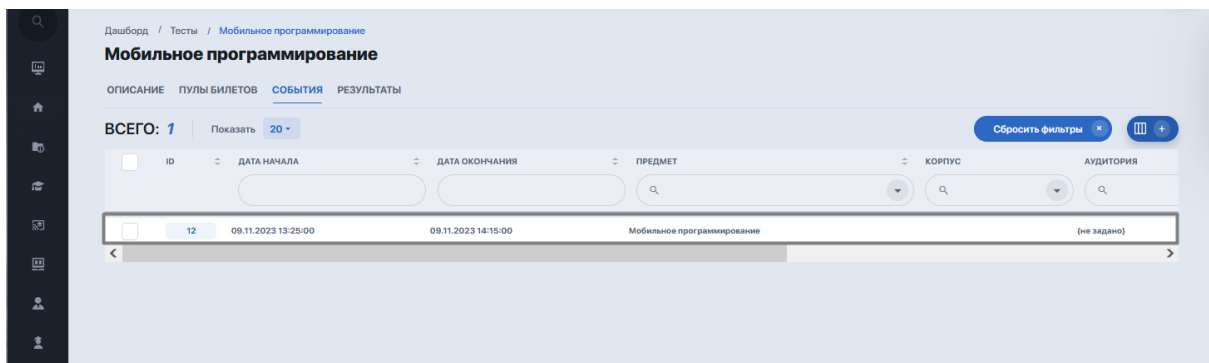 Дашборд / Тесты / Мобильное программирование
Мобильное программирование
ОПИСАНИЕ ПУЛЫ БИЛЕТОВ СОБЫТИЯ РЕЗУЛЬТАТЫ
ВСЕГО: 1 Показать 20 Сбросить фильтры × +
ID ДАТА НАЧАЛА ДАТА ОКОНЧАНИЯ ПРЕДМЕТ КОРПУС АУДИТОРИЯ
12 09.11.2023 13:25:00 09.11.2023 14:15:00 Мобильное программирование (не задано)